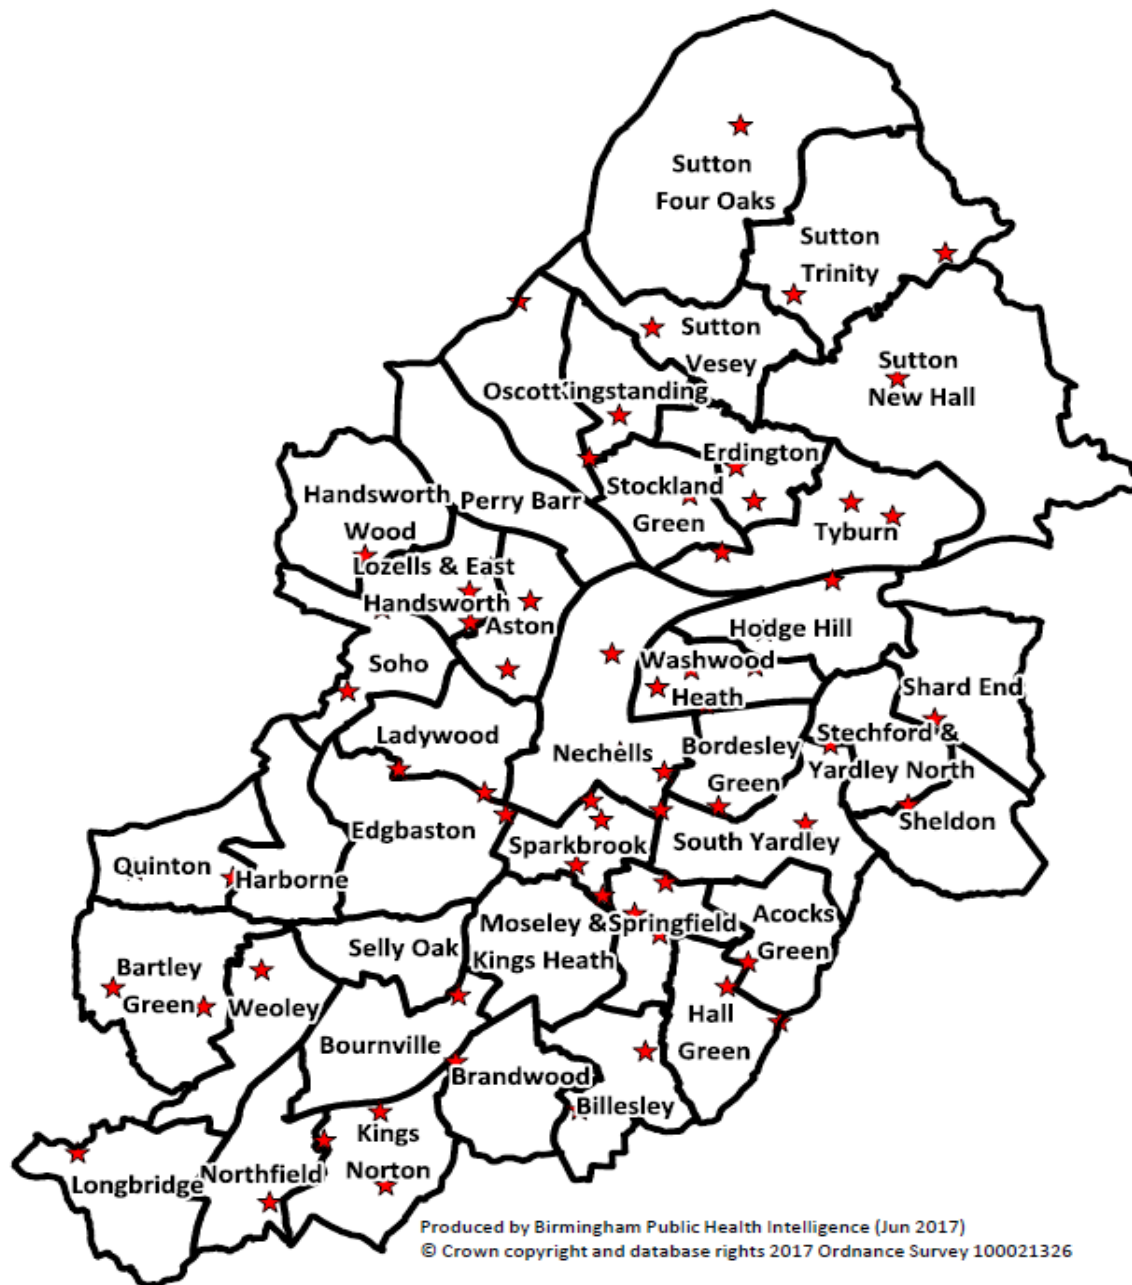 Sutton
Four Oaks
Sutton
Trinity
Sutton
Vesey
Sutton
New Hall
Oscott
Kingstanding
Erdington
Stockland
Green
Tyburn
Handsworth
Wood
Perry Barr
Lozells & East
Handsworth
Aston
Soho
Hodge Hill
Washwood
Heath
Shard End
Ladywood
Nechells
Bordesley
Green
Stechford &
Yardley North
Sheldon
Edgbaston
Sparkbrook
South Yardley
Quinton
Harborne
Moseley &
Kings Heath
Springfield
Acocks
Green
Selly Oak
Bartley
Green
Weoley
Hall
Green
Bournville
Brandwood
Billesley
Kings
Norton
Northfield
Longbridge
Produced by Birmingham Public Health Intelligence (Jun 2017)
© Crown copyright and database rights 2017 Ordnance Survey 100021326